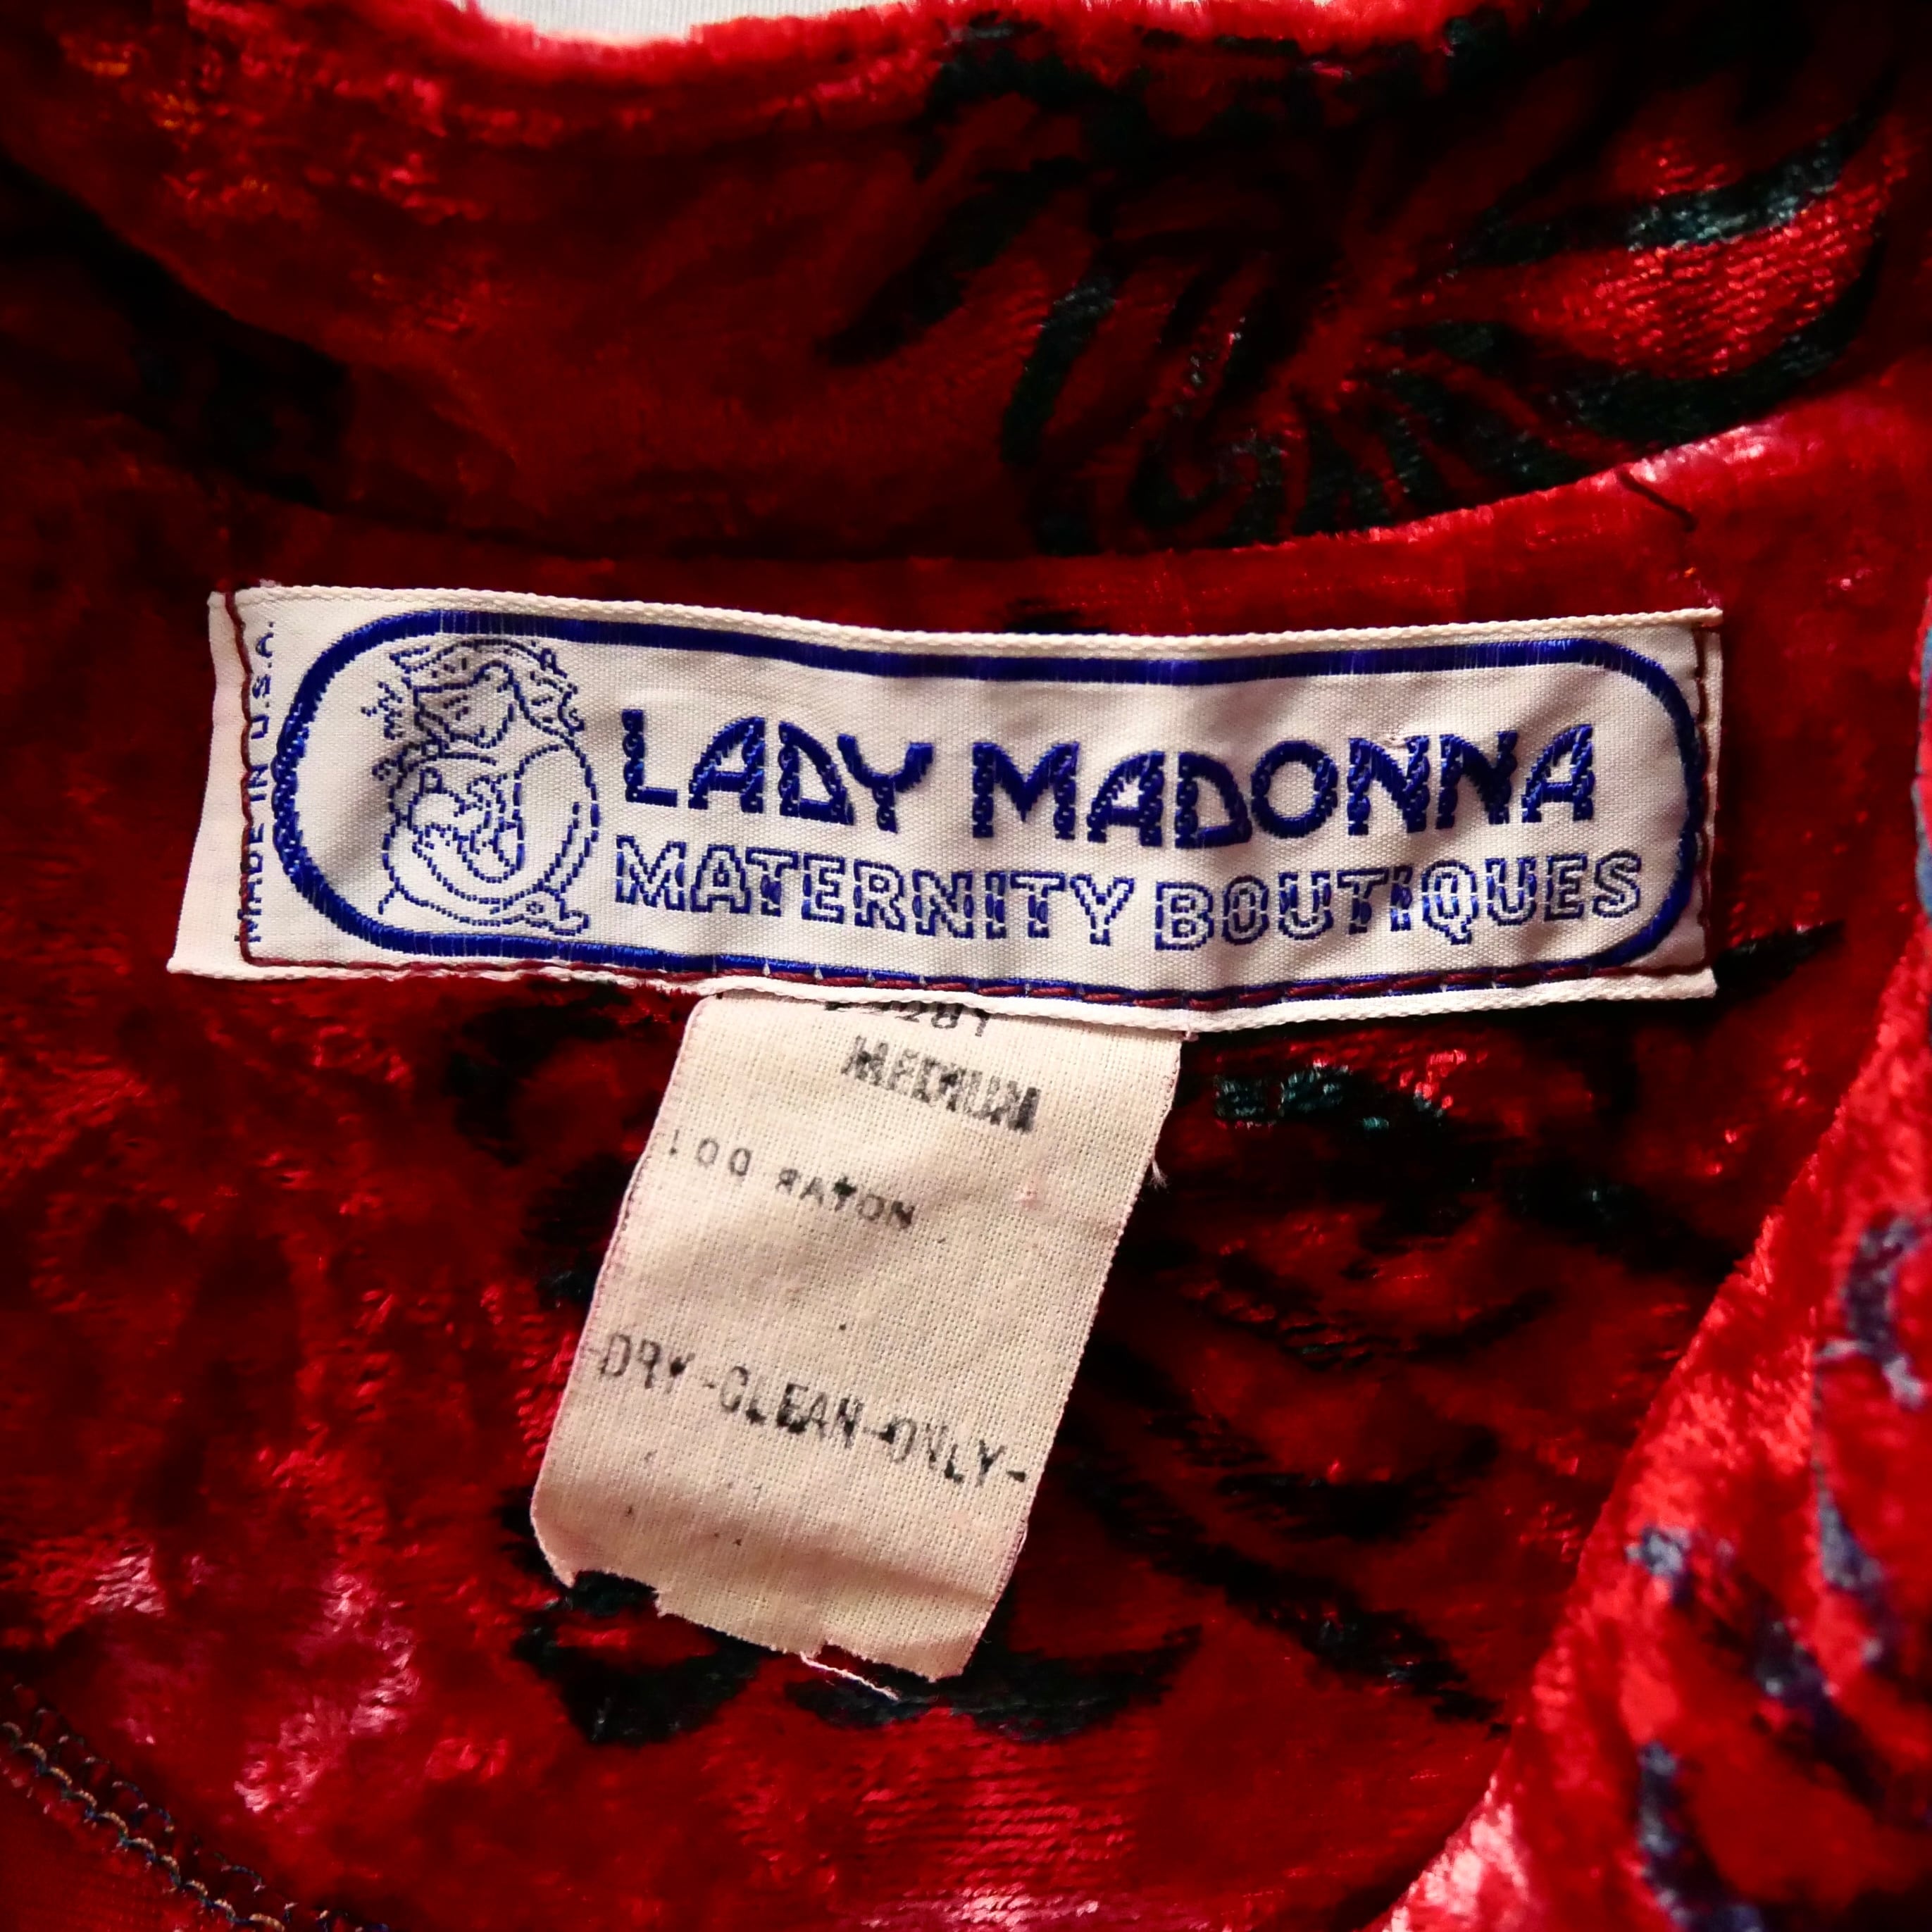 MADE IN U.S.A.
LADY MADONNA
MATERNITY BOUTIQUES
MEDIUM
100 RAYON
-DRY-CLEAN-ONLY-